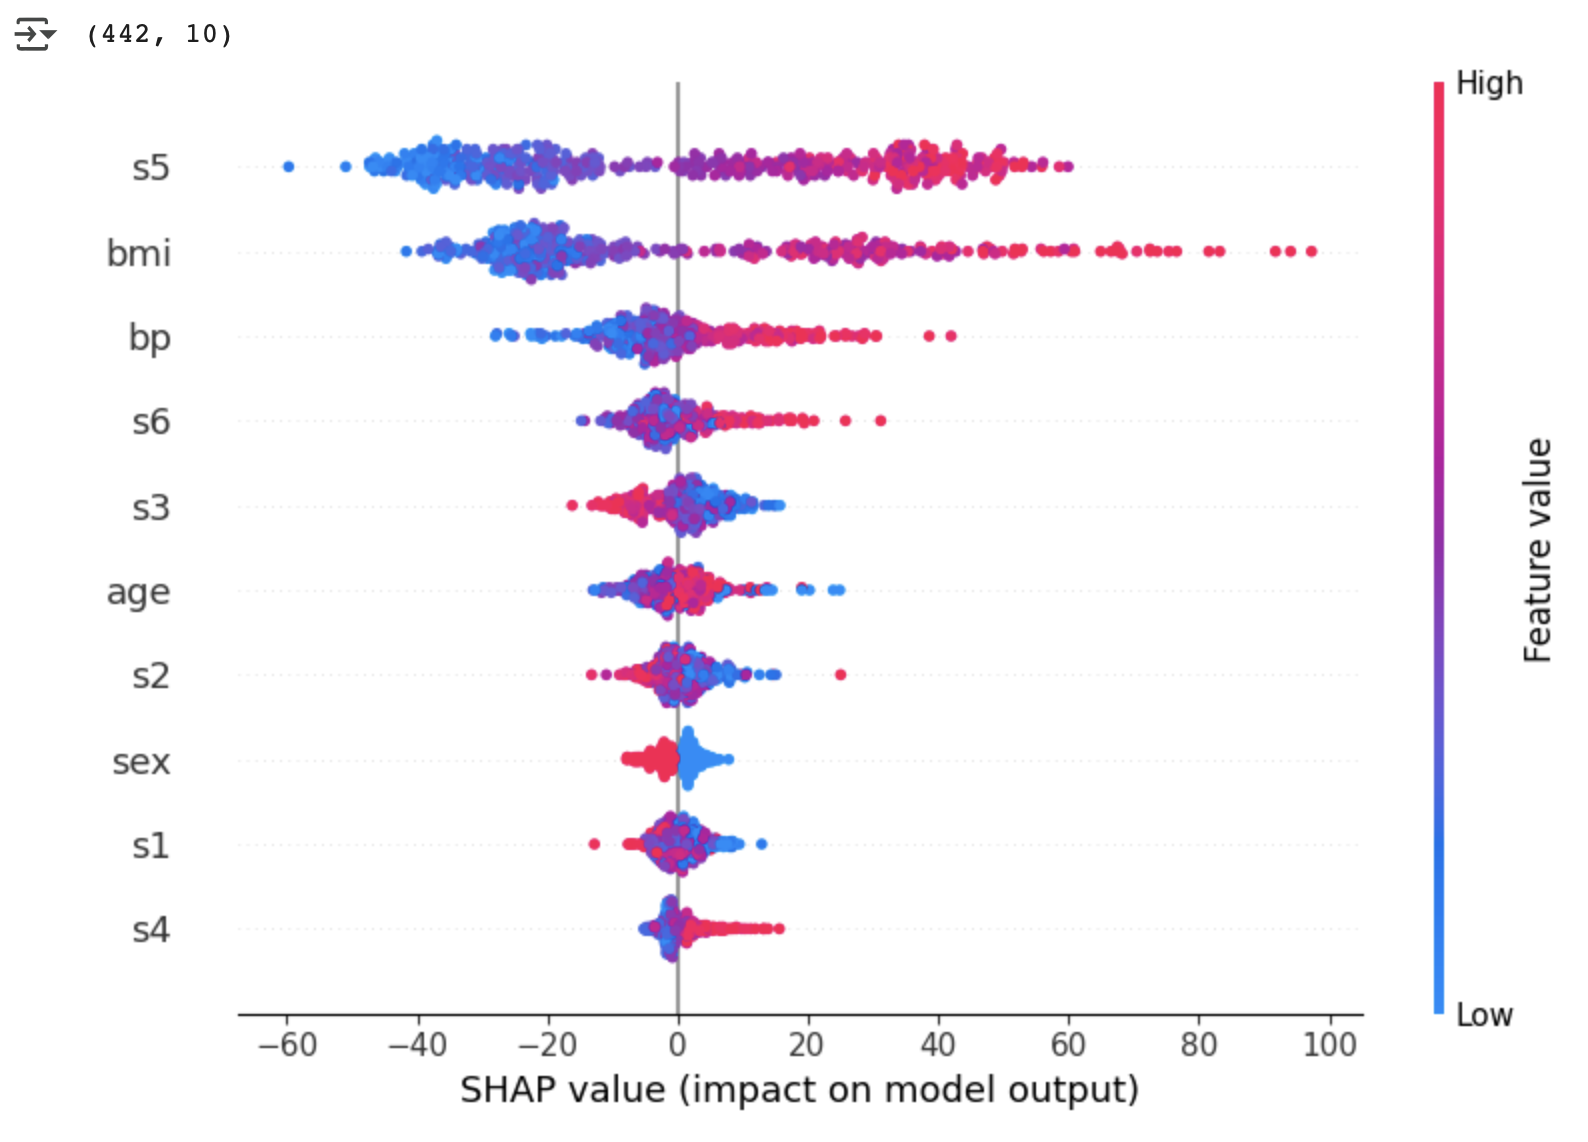 (442, 10)
High
s5
bmi
bp
s6
s3
age
s2
sex
s1
s4
Feature value
Low
−60 −40 −20 0 20 40 60 80 100
SHAP value (impact on model output)